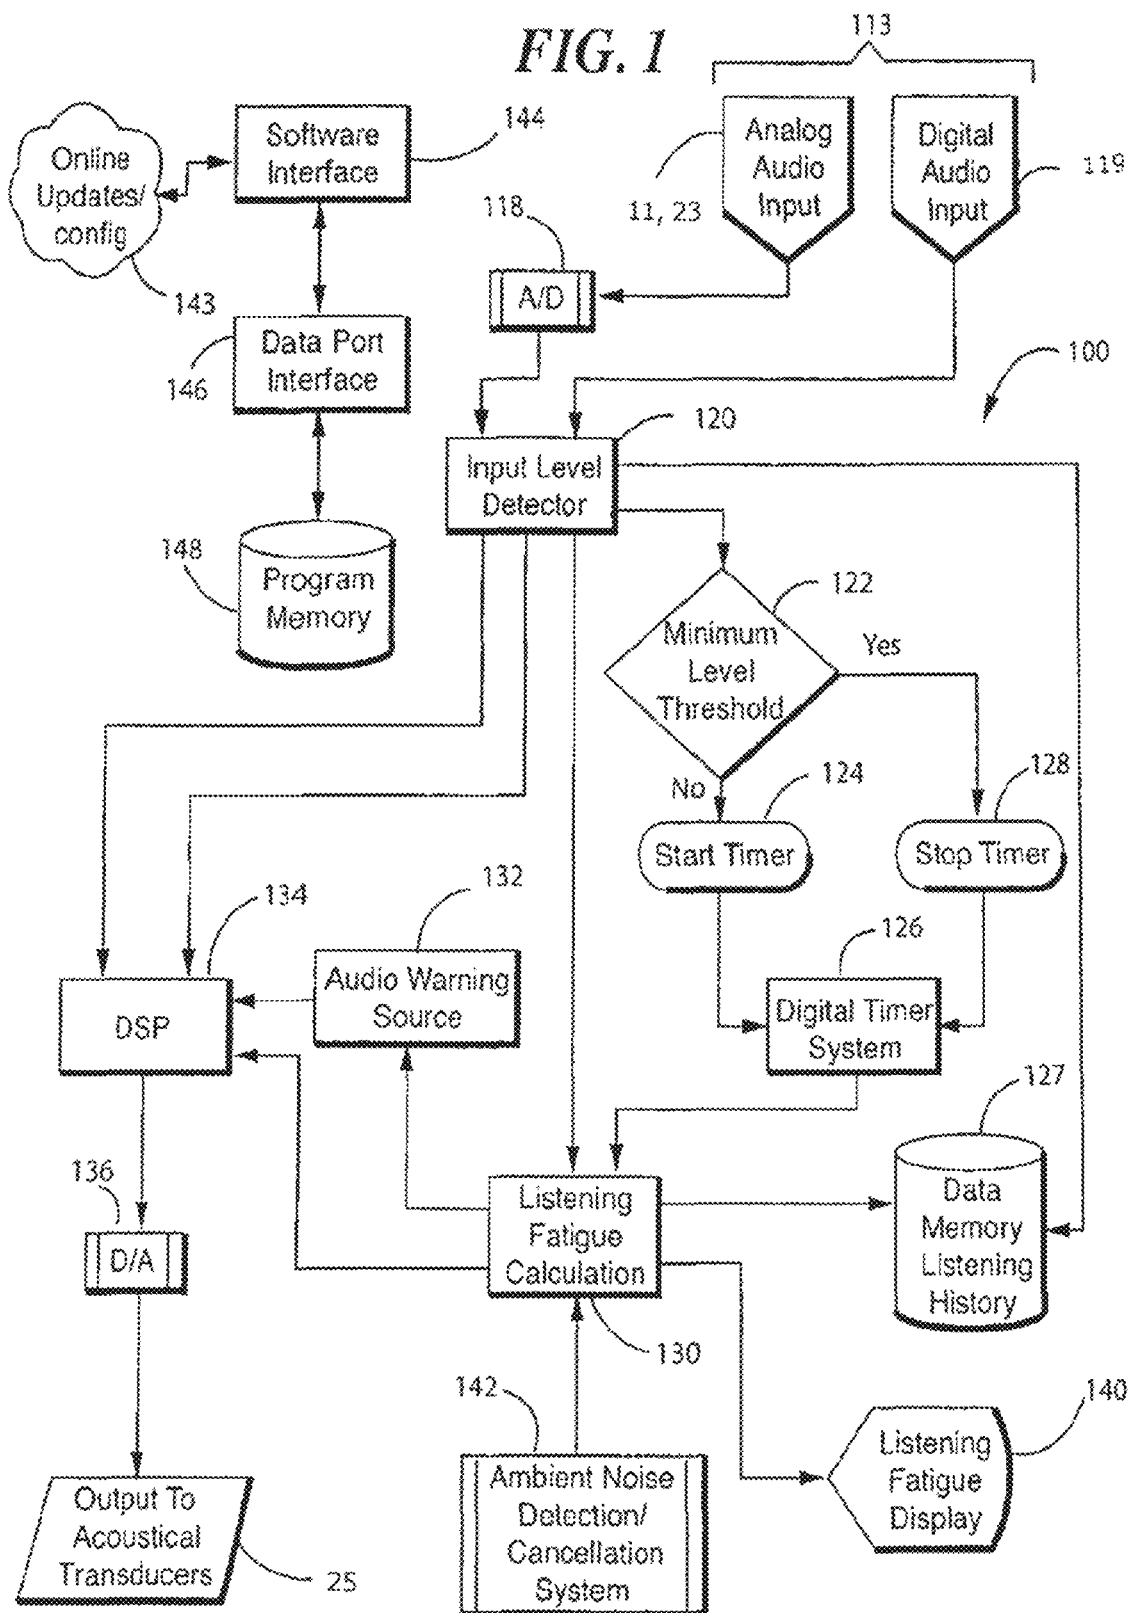 FIG. 1
113
Online
Updates/
config
143
Software
Interface
144
Analog
Audio
Input
11, 23
Digital
Audio
Input
119
118
A/D
Data Port
Interface
146
100
120
Input Level
Detector
148
Program
Memory
122
Minimum
Level
Threshold
Yes
No
124
Start Timer
128
Stop Timer
132
Audio Warning
Source
134
DSP
126
Digital Timer
System
127
Data
Memory
Listening
History
136
D/A
Listening
Fatigue
Calculation
130
142
Ambient Noise
Detection/
Cancellation
System
140
Listening
Fatigue
Display
Output To
Acoustical
Transducers
25